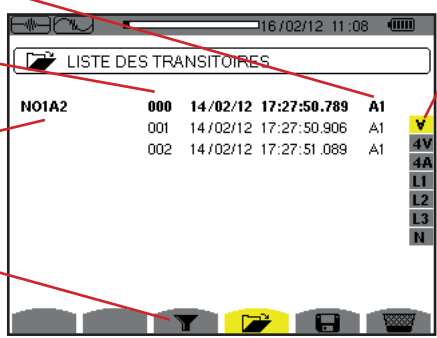 16/02/12 11:08
LISTE DES TRANSITOIRES
NO1A2 000 14/02/12 17:27:50.789 A1
001 14/02/12 17:27:50.906 A1
002 14/02/12 17:27:51.089 A1
∀
4V
4A
L1
L2
L3
N